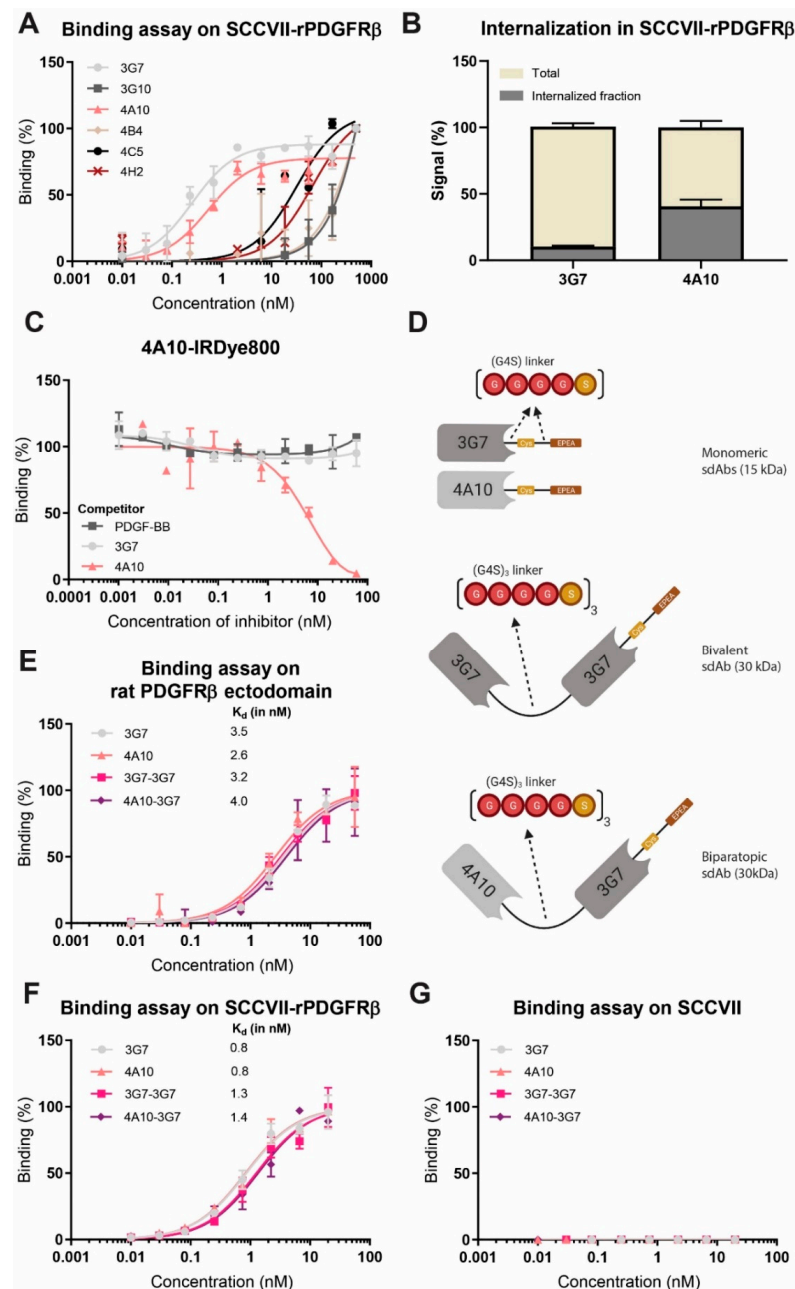 A
Binding assay on SCCVII-rPDGFRβ
150
100
50
0
Binding (%)
3G7
3G10
4A10
4B4
4C5
4H2
0.001 0.01 0.1 1 10 100 1000
Concentration (nM)
B
Internalization in SCCVII-rPDGFRβ
150
100
50
0
Signal (%)
Total
Internalized fraction
3G7 4A10
C
4A10-IRDye800
150
100
50
0
Binding (%)
Competitor
PDGF-BB
3G7
4A10
0.0001 0.001 0.01 0.1 1 10 100
Concentration of inhibitor (nM)
D
(G4S) linker
G G G G S
3G7 Cys EPEA
4A10 Cys EPEA
Monomeric
sdAbs (15 kDa)
(G4S)3 linker
G G G G S 3
3G7 3G7 Cys EPEA
Bivalent
sdAb (30 kDa)
(G4S)3 linker
G G G G S 3
4A10 3G7 Cys EPEA
Biparatopic
sdAb (30kDa)
E
Binding assay on
rat PDGFRβ ectodomain
Kd (in nM)
3G7 3.5
4A10 2.6
3G7-3G7 3.2
4A10-3G7 4.0
150
100
50
0
Binding (%)
0.001 0.01 0.1 1 10 100
Concentration (nM)
F
Binding assay on SCCVII-rPDGFRβ
Kd (in nM)
3G7 0.8
4A10 0.8
3G7-3G7 1.3
4A10-3G7 1.4
150
100
50
0
Binding (%)
0.001 0.01 0.1 1 10 100
Concentration (nM)
G
Binding assay on SCCVII
3G7
4A10
3G7-3G7
4A10-3G7
150
100
50
0
Binding (%)
0.001 0.01 0.1 1 10 100
Concentration (nM)